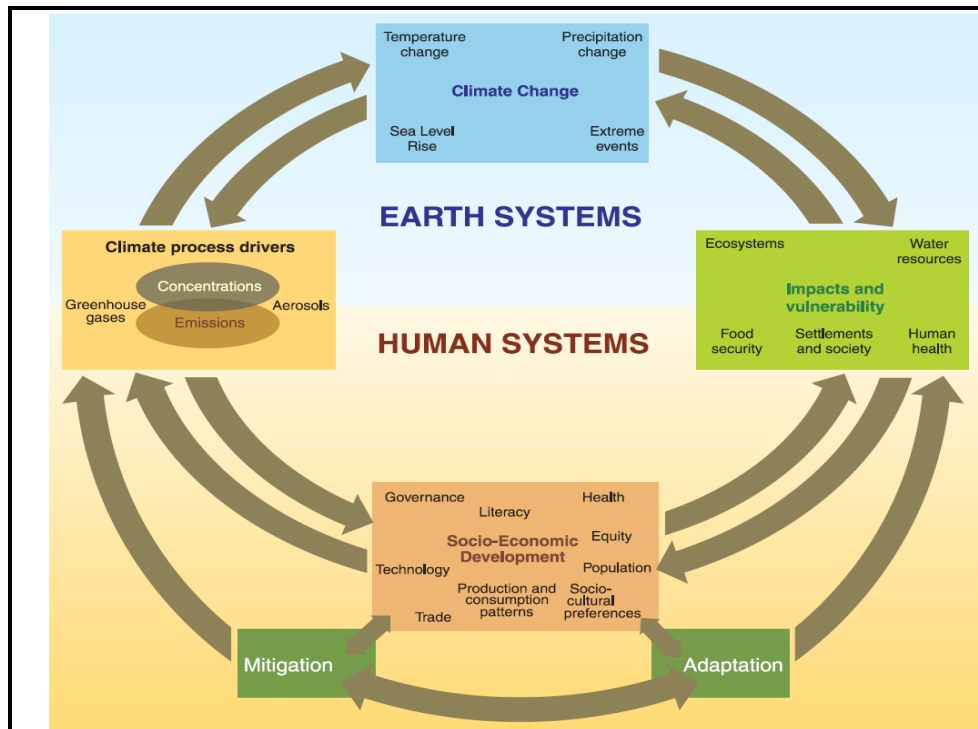 Temperature
change
Precipitation
change
Climate Change
Sea Level
Rise
Extreme
events
EARTH SYSTEMS
Climate process drivers
Concentrations
Greenhouse
gases
Aerosols
Emissions
Ecosystems
Water
resources
Impacts and
vulnerability
Food
security
Settlements
and society
Human
health
HUMAN SYSTEMS
Governance
Health
Literacy
Equity
Socio-Economic
Development
Technology
Population
Production and
consumption
patterns
Socio-
cultural
preferences
Trade
Mitigation
Adaptation